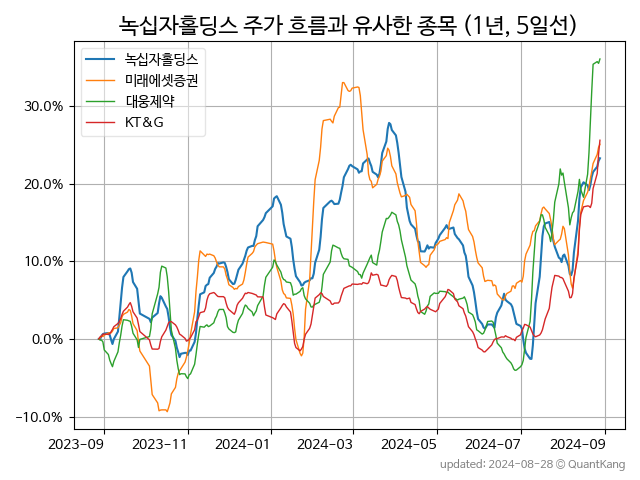 녹십자홀딩스 주가 흐름과 유사한 종목 (1년, 5일선)
녹십자홀딩스
미래에셋증권
대웅제약
KT&G
30.0%
20.0%
10.0%
0.0%
−10.0%
2023-09 2023-11 2024-01 2024-03 2024-05 2024-07 2024-09
updated: 2024-08-28 © QuantKang